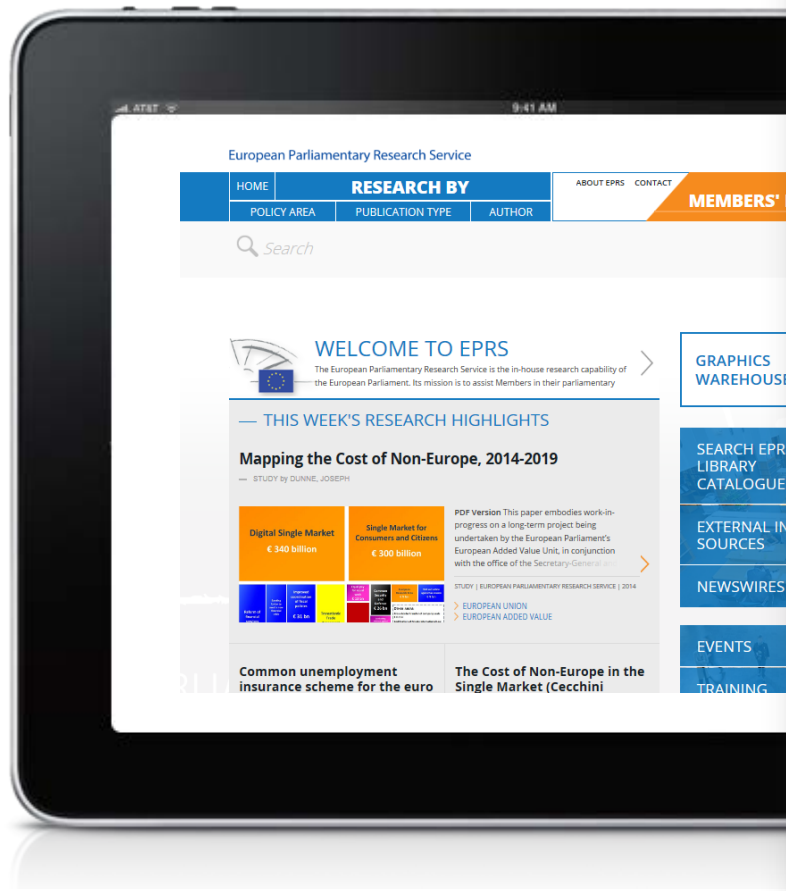 AT&T
9:41 AM
European Parliamentary Research Service
HOME
RESEARCH BY
ABOUT EPRS CONTACT
MEMBERS'
POLICY AREA PUBLICATION TYPE AUTHOR
Search
WELCOME TO EPRS
The European Parliamentary Research Service is the in-house research capability of
the European Parliament. Its mission is to assist Members in their parliamentary
GRAPHICS
WAREHOUSE
— THIS WEEK'S RESEARCH HIGHLIGHTS
Mapping the Cost of Non-Europe, 2014-2019
— STUDY by DUNNE, JOSEPH
Digital Single Market
€ 340 billion
Single Market for
Consumers and Citizens
€ 300 billion
PDF Version This paper embodies work-in-
progress on a long-term project being
undertaken by the European Parliament's
European Added Value Unit, in conjunction
with the office of the Secretary-General
STUDY | EUROPEAN PARLIAMENTARY RESEARCH SERVICE | 2014
EUROPEAN UNION
EUROPEAN ADDED VALUE
SEARCH EPR
LIBRARY
CATALOGUE
EXTERNAL IN
SOURCES
NEWSWIRES
EVENTS
TRAINING
Common unemployment
insurance scheme for the euro
The Cost of Non-Europe in the
Single Market (Cecchini